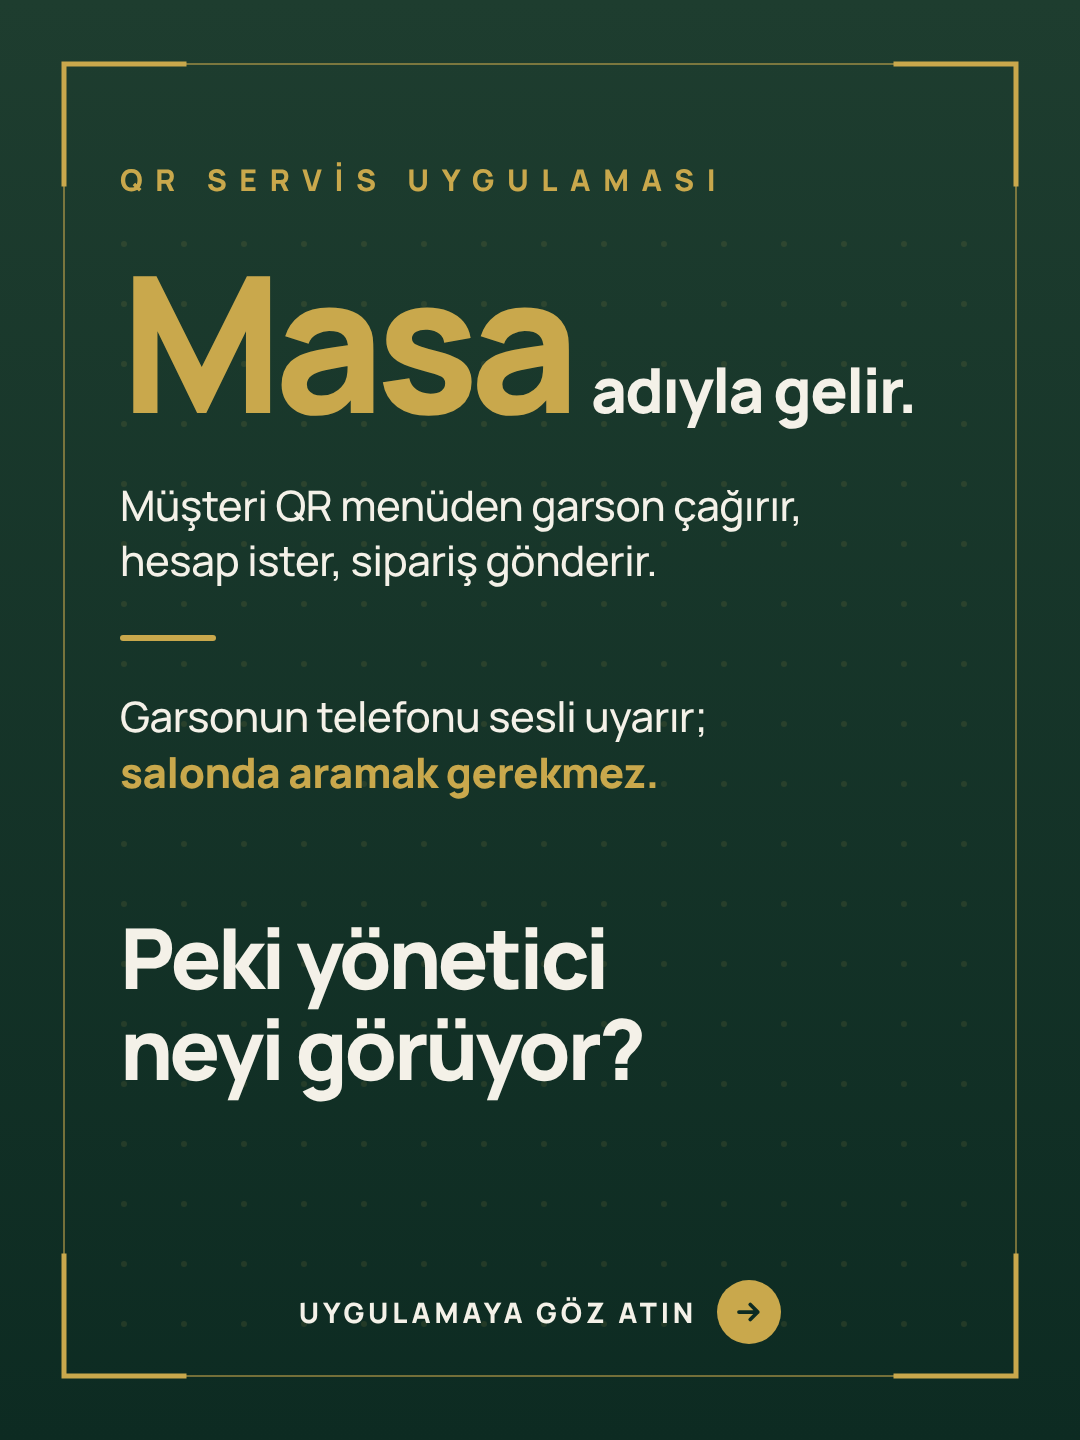 QR SERVİS UYGULAMASI
Masa adıyla gelir.
Müşteri QR menüden garson çağırır,
hesap ister, sipariş gönderir.
Garsonun telefonu sesli uyarır;
salonda aramak gerekmez.
Peki yönetici
neyi görüyor?
UYGULAMAYA GÖZ ATIN